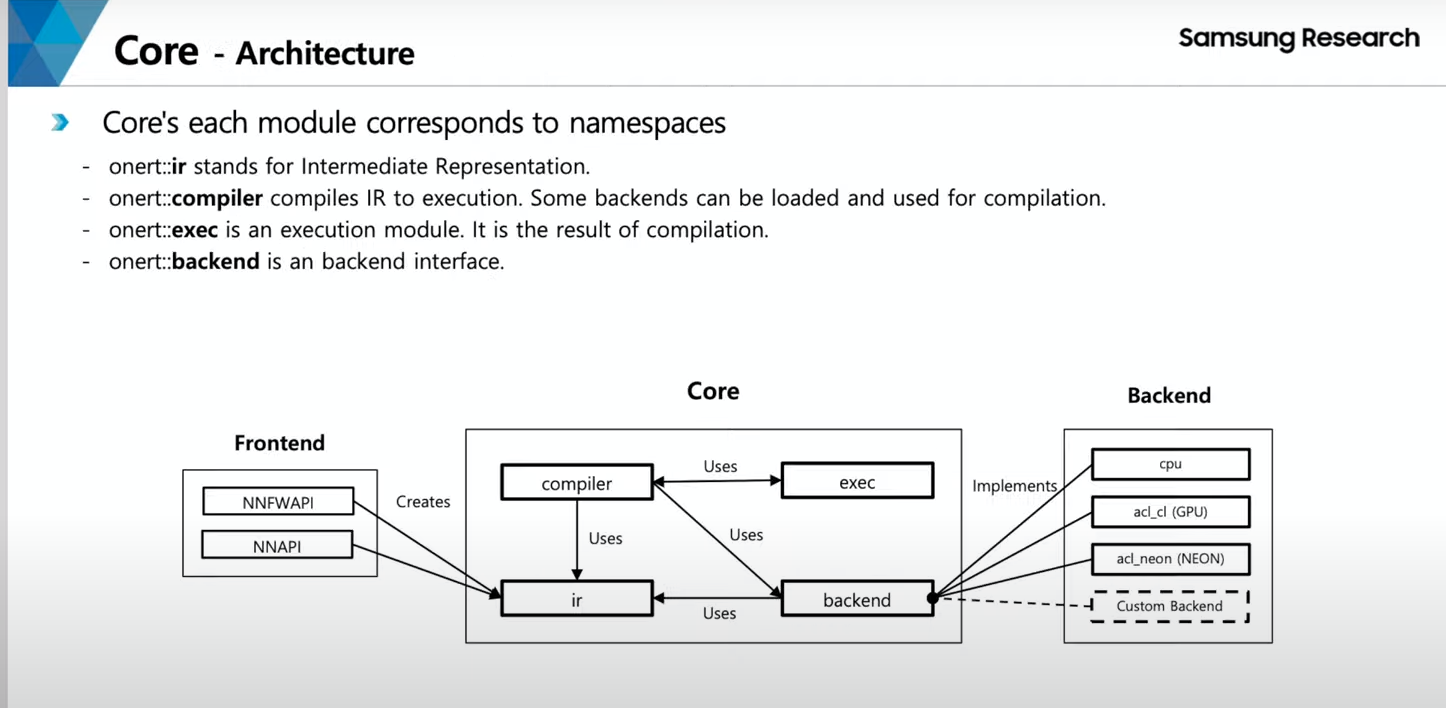 Core - Architecture
Samsung Research
Core's each module corresponds to namespaces
- onert::ir stands for Intermediate Representation.
- onert::compiler compiles IR to execution. Some backends can be loaded and used for compilation.
- onert::exec is an execution module. It is the result of compilation.
- onert::backend is an backend interface.
Frontend
NNFWAPI
NNAPI
Creates
Core
compiler
Uses
exec
Uses
Uses
ir
Uses
backend
Implements
Backend
cpu
acl_cl (GPU)
acl_neon (NEON)
Custom Backend